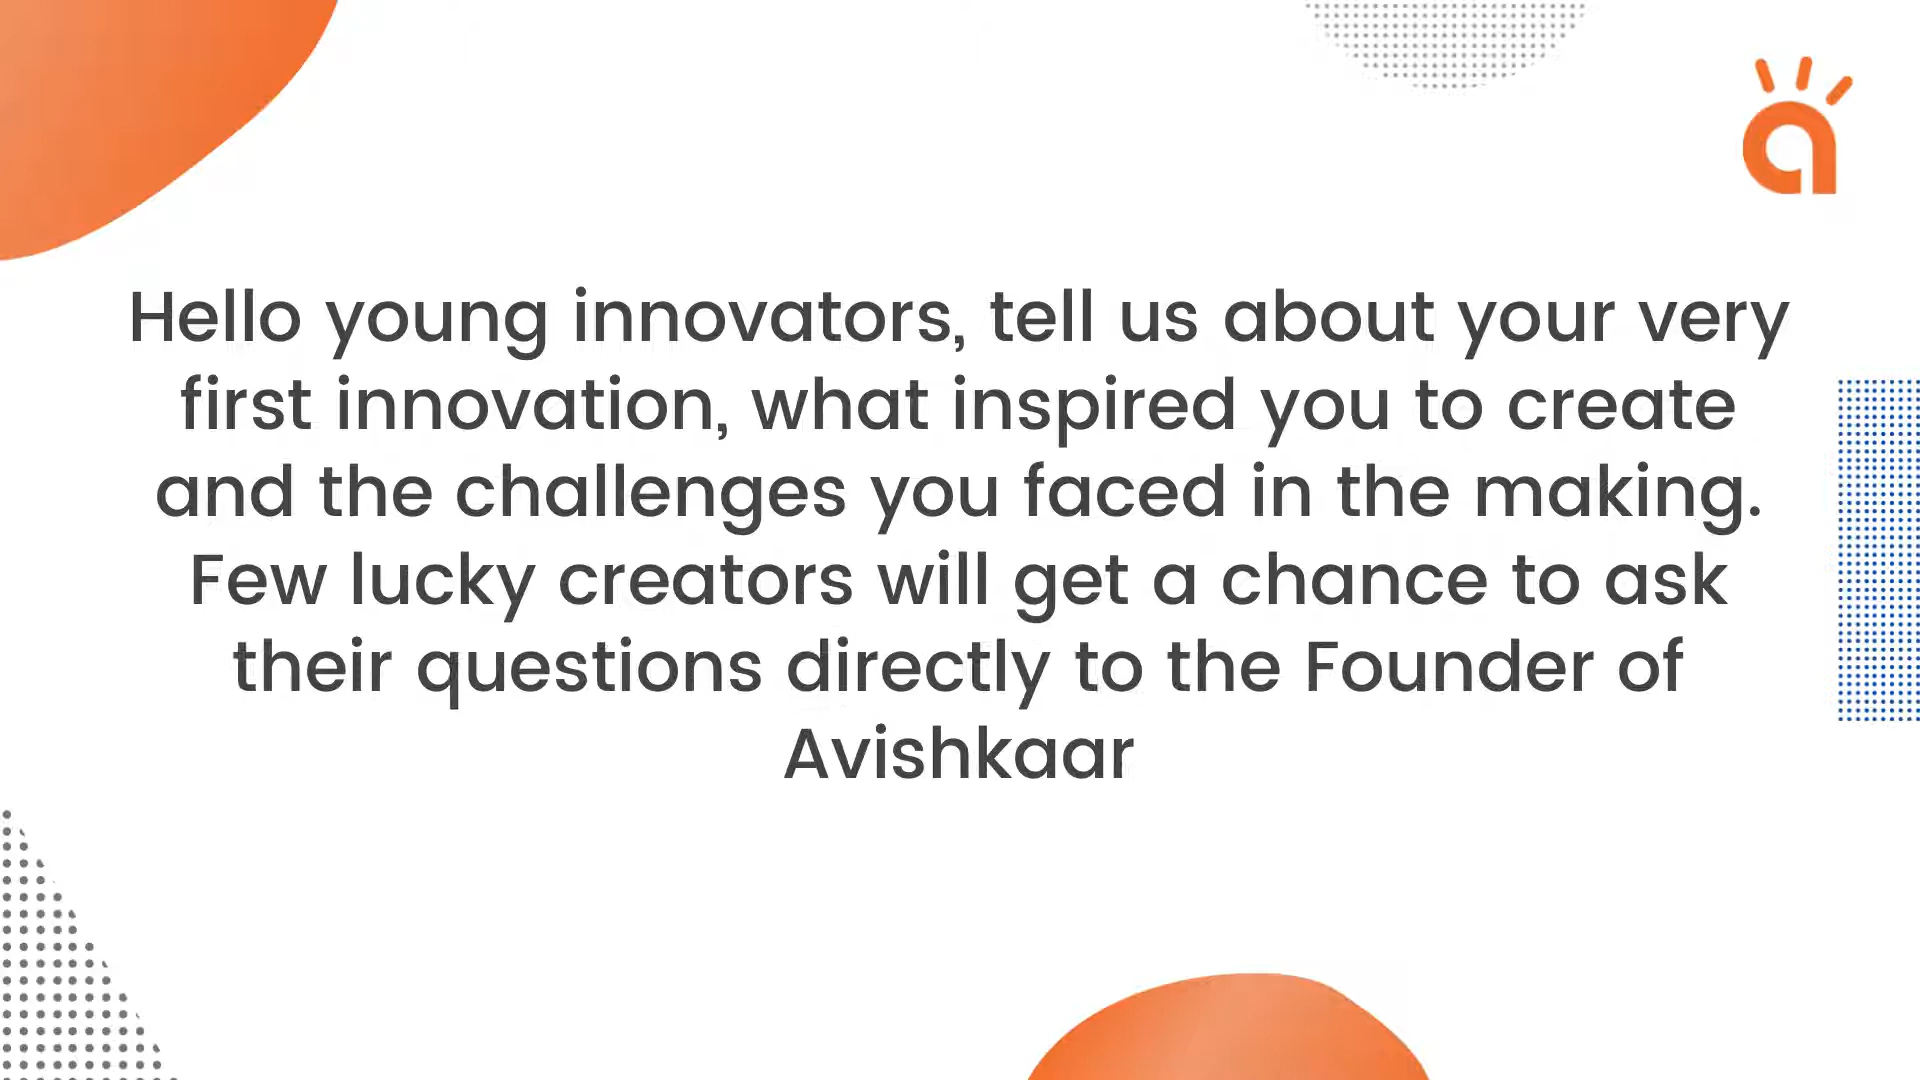 Hello young innovators, tell us about your very
first innovation, what inspired you to create
and the challenges you faced in the making.
Few lucky creators will get a chance to ask
their questions directly to the Founder of
Avishkaar